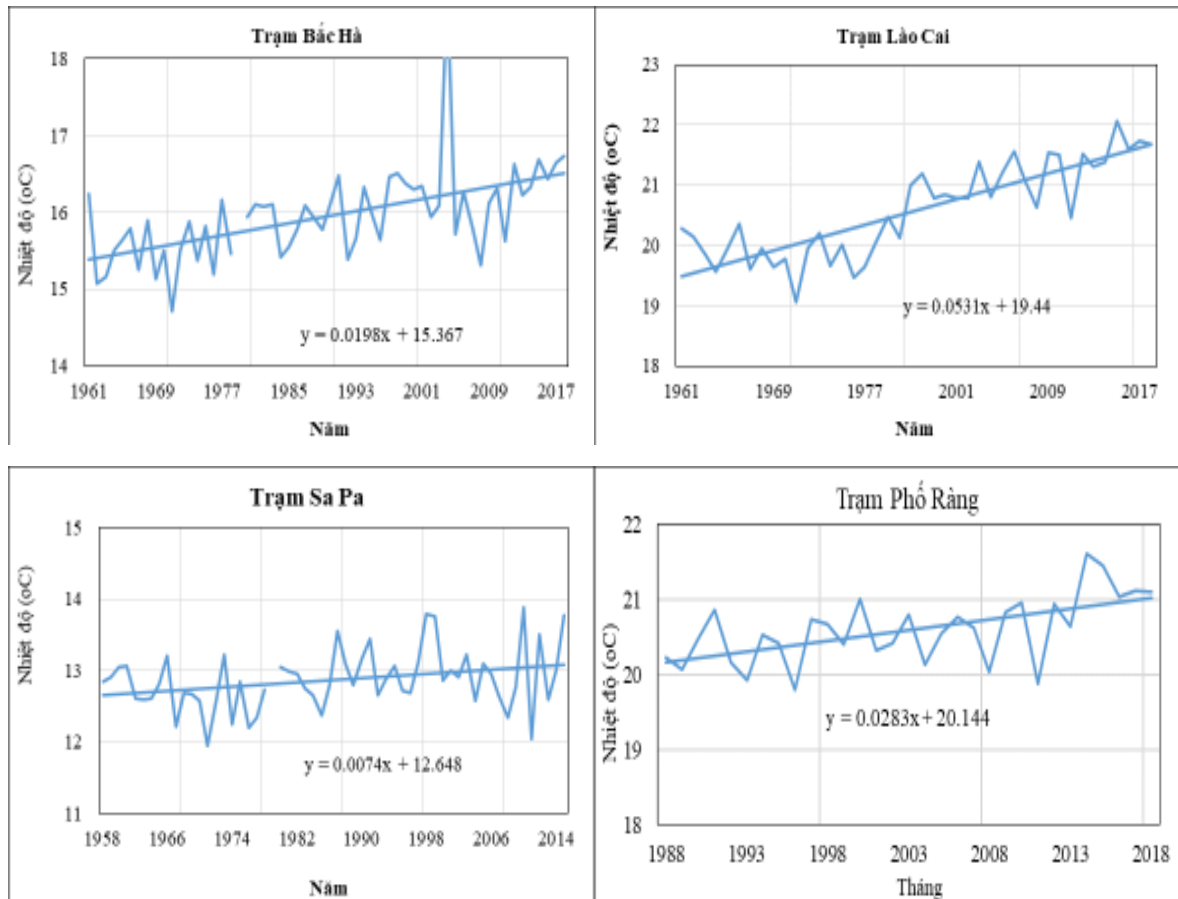 Trạm Bắc Hà
Nhiệt độ (oC)
18
17
16
15
14
y = 0.0198x + 15.367
1961 1969 1977 1985 1993 2001 2009 2017
Năm
Trạm Lào Cai
Nhiệt độ (oC)
23
22
21
20
19
18
y = 0.0531x + 19.44
1961 1969 1977 2001 2009 2017
Năm
Trạm Sa Pa
Nhiệt độ (oC)
15
14
13
12
11
y = 0.0074x + 12.648
1958 1966 1974 1982 1990 1998 2006 2014
Năm
Trạm Phố Ràng
Nhiệt độ (oC)
22
21
20
19
18
y = 0.0283x + 20.144
1988 1993 1998 2003 2008 2013 2018
Tháng